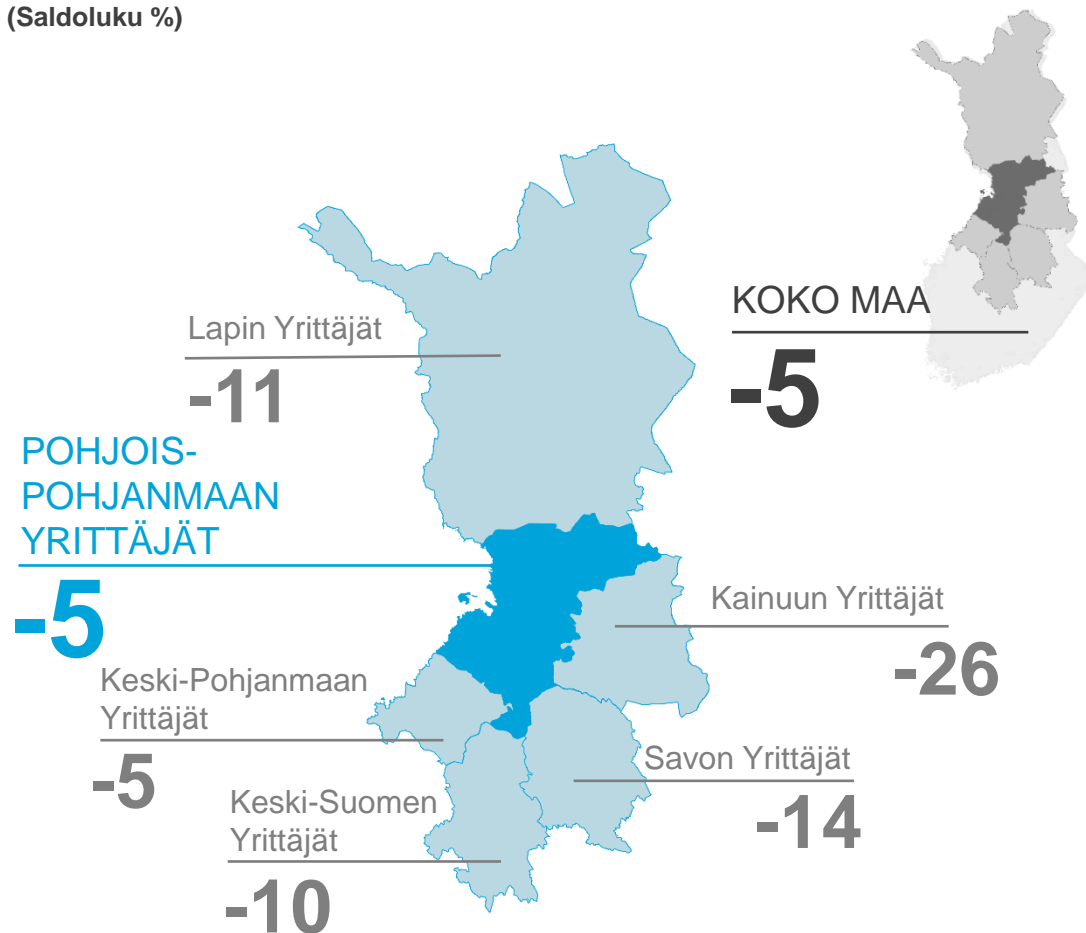 (Saldoluku %)
KOKO MAA
-5
Lapin Yrittäjät
-11
POHJOIS-
POHJANMAAN
YRITTÄJÄT
-5
Kainuun Yrittäjät
-26
Keski-Pohjanmaan
Yrittäjät
-5
Savon Yrittäjät
-14
Keski-Suomen
Yrittäjät
-10